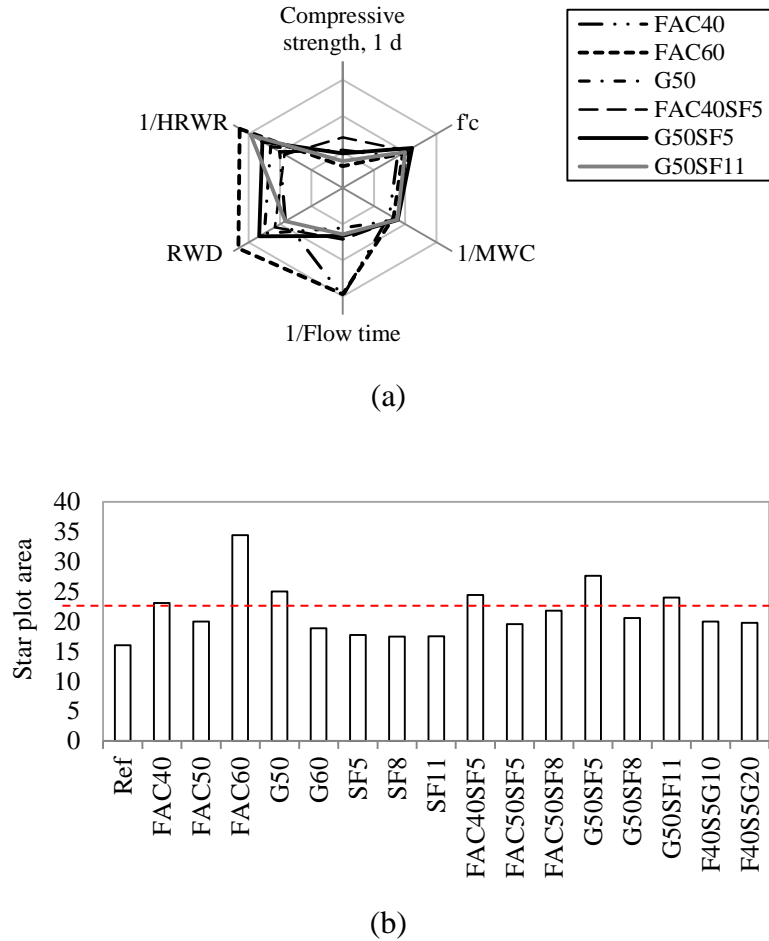 Compressive
strength, 1 d
f'c
1/MWC
1/Flow time
RWD
1/HRWR
FAC40
FAC60
G50
FAC40SF5
G50SF5
G50SF11
(a)
Star plot area
40
35
30
25
20
15
10
5
0
Ref
FAC40
FAC50
FAC60
G50
G60
SF5
SF8
SF11
FAC40SF5
FAC50SF5
FAC50SF8
G50SF5
G50SF8
G50SF11
F40S5G10
F40S5G20
(b)